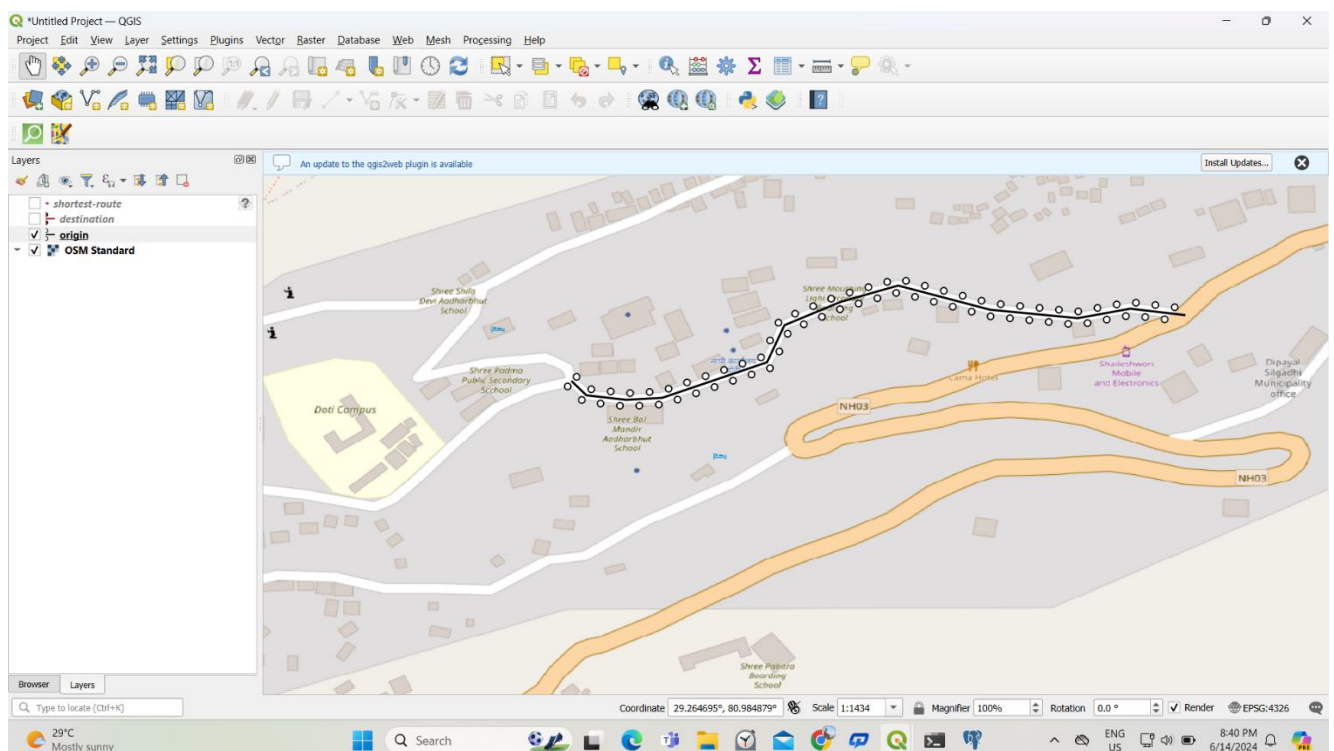 *Untitled Project — QGIS
Project Edit View Layer Settings Plugins Vector Raster Database Web Mesh Processing Help
Layers
An update to the qgis2web plugin is available
Install Updates...
shortest-route
?
destination
origin
OSM Standard
Shree Shila
Devi Aadharbhut
School
Shree Padma
Public Secondary
Scchool
Doti Campus
Shree Bal
Mandir
Aadharbhut
School
School
Lama Hotel
Shaileshwori
Mobile
and Electronics
Dipayal
Silgadhi
Municipality
office
NH03
NH03
Shree Pabitra
Boarding
School
Browser Layers
Type to locate (Ctrl+K)
Coordinate 29.264695°, 80.984879° Scale 1:1434 Magnifier 100% Rotation 0.0 ° Render EPSG:4326
29°C
Mostly sunny
Search
ENG
US
8:40 PM
6/14/2024
PRE